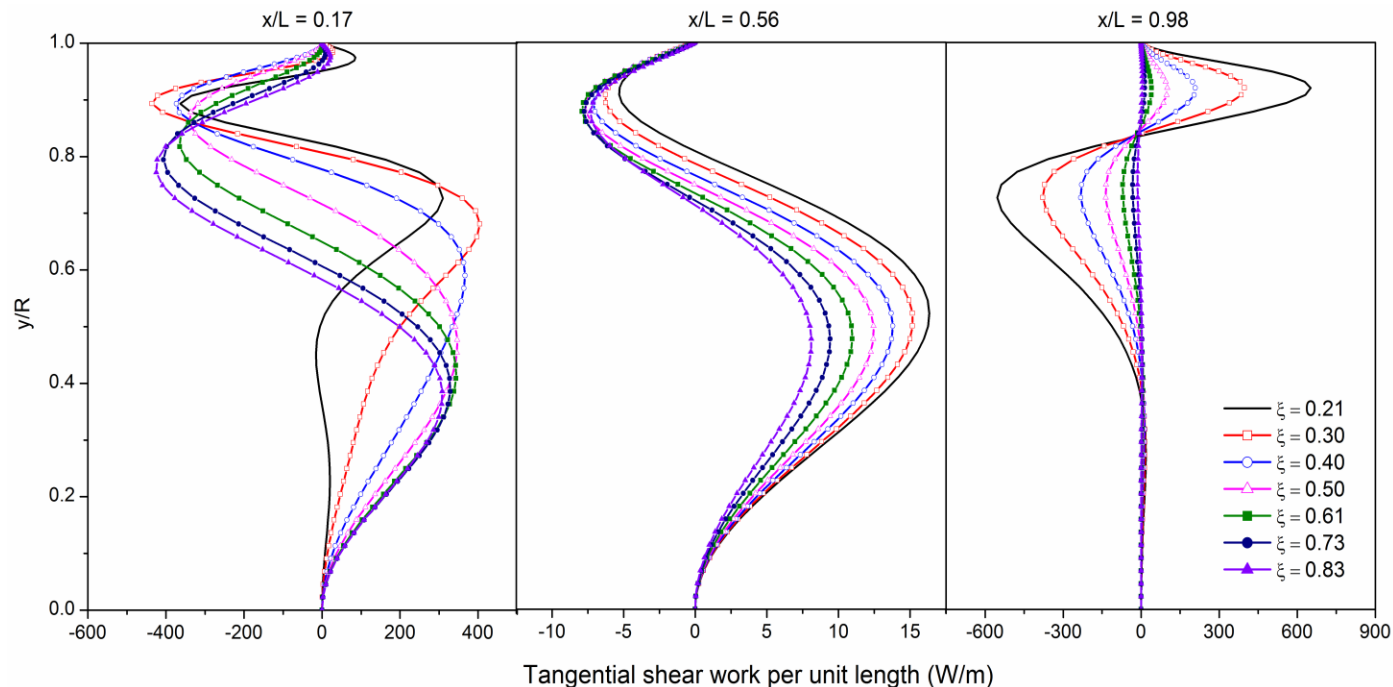 x/L = 0.17
x/L = 0.56
x/L = 0.98
y/R
1.0
0.8
0.6
0.4
0.2
0.0
-600 -400 -200 0 200 400
-10 -5 0 5 10 15
-600 -300 0 300 600 900
ξ = 0.21
ξ = 0.30
ξ = 0.40
ξ = 0.50
ξ = 0.61
ξ = 0.73
ξ = 0.83
Tangential shear work per unit length (W/m)